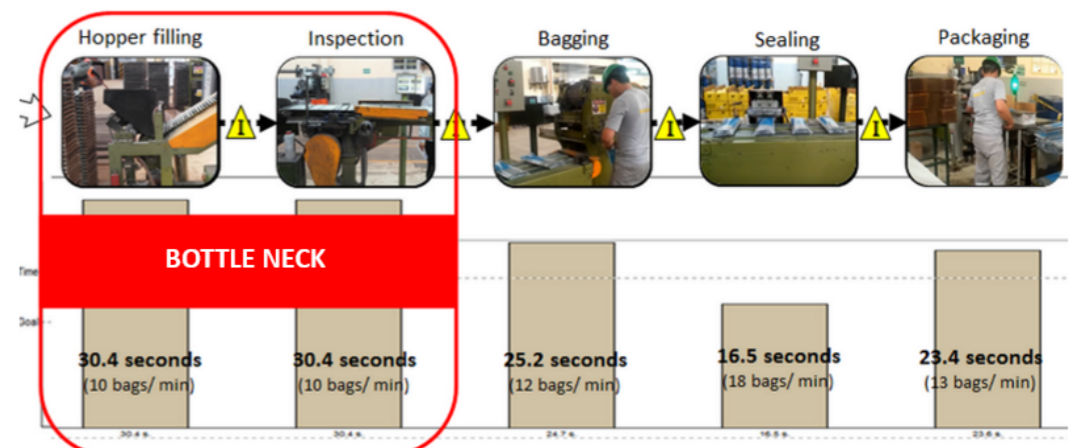 Hopper filling
Inspection
Bagging
Sealing
Packaging
I
I
I
I
BOTTLE NECK
Time
Goal
30.4 seconds
(10 bags/ min)
30.4 seconds
(10 bags/ min)
25.2 seconds
(12 bags/ min)
16.5 seconds
(18 bags/ min)
23.4 seconds
(13 bags/ min)
30.4 s.
30.4 s.
24.7 s.
16.5 s.
23.6 s.